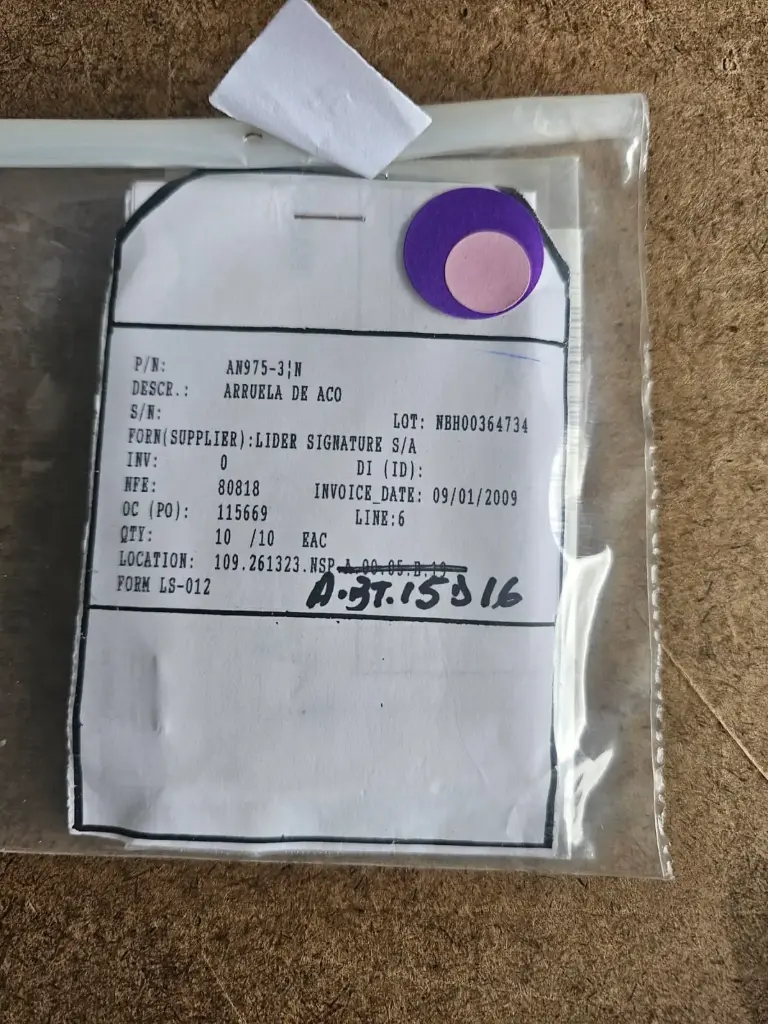 P/N: AN975-3¦N
DESCR.: ARRUELA DE ACO
S/N: LOT: NBH00364734
FORN(SUPPLIER):LIDER SIGNATURE S/A
INV: 0 DI (ID):
NFE: 80818 INVOICE_DATE: 09/01/2009
OC (PO): 115669 LINE:6
QTY: 10 /10 EAC
LOCATION: 109.261323.NSP
FORM LS-012